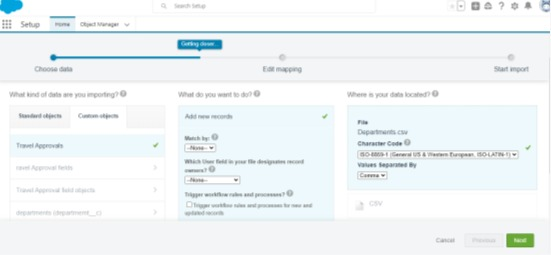 Search Setup
Setup
Home
Object Manager
Getting down...
Choose data
Edit mapping
Start import
What kind of data are you importing?
What do you want to do?
Where is your data located?
Standard objects
Custom objects
Travel Approvals
ravel Approval fields
Travel Approval field objects
departments (department__c)
Add new records
Match by:
--None--
Which User field in your file designates record
owners?
--None--
Trigger workflow rules and processes?
Trigger workflow rules and processes for new and
updated records
File
Departments.csv
Character Code
ISO-8859-1 (General US & Western European, ISO-LATIN-1)
Values Separated By
Comma
CSV
Cancel
Previous
Next